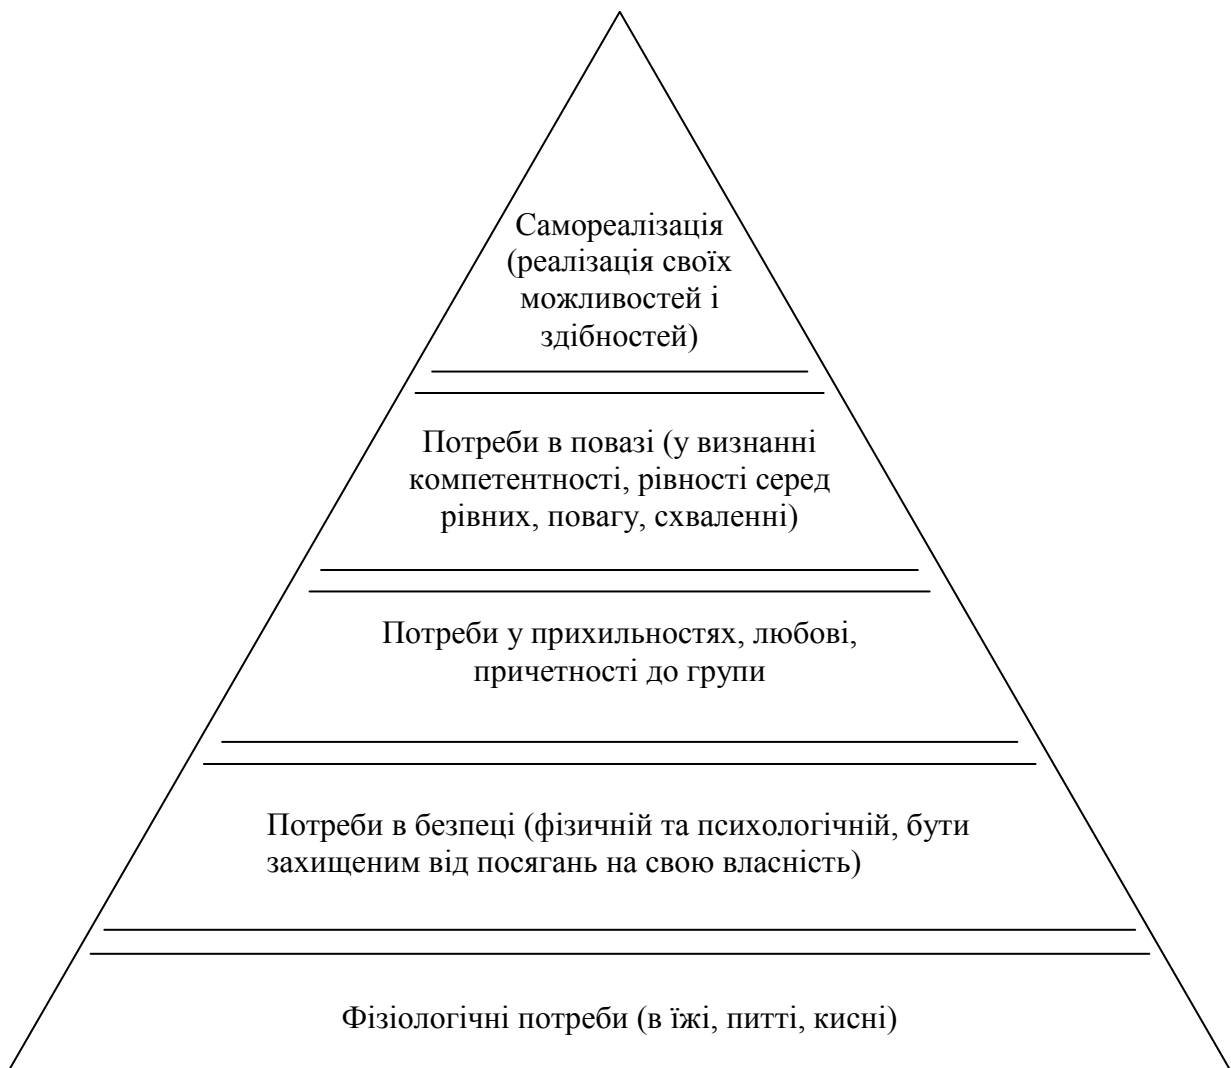 Самореалізація
(реалізація своїх
можливостей і
здібностей)
Потреби в повазі (у визнанні
компетентності, рівності серед
рівних, повагу, схваленні)
Потреби у прихильностях, любові,
причетності до групи
Потреби в безпеці (фізичній та психологічній, бути
захищеним від посягань на свою власність)
Фізіологічні потреби (в їжі, питті, кисні)